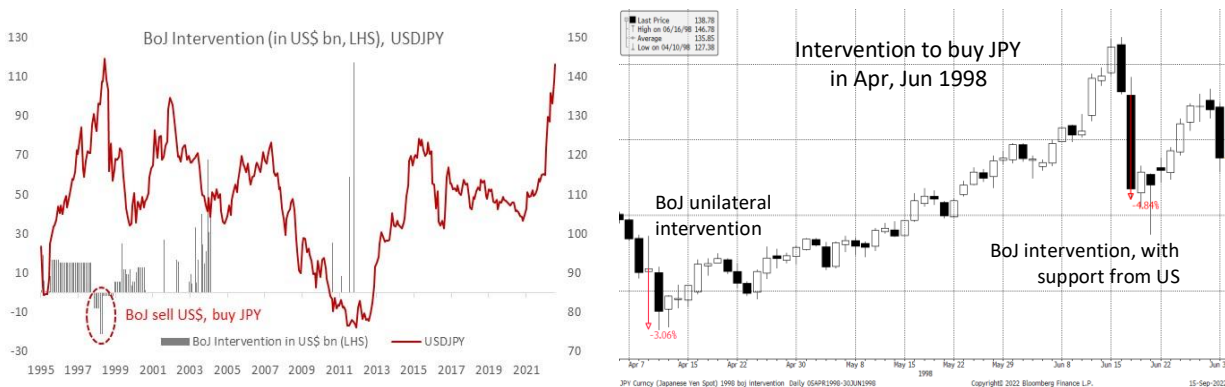 BoJ Intervention (in US$ bn, LHS), USDJPY
130
110
90
70
50
30
10
-10
-30
150
140
130
120
110
100
90
80
70
BoJ sell US$, buy JPY
BoJ Intervention in US$ bn (LHS)
USDJPY
1995 1997 1999 2001 2003 2005 2007 2009 2011 2013 2015 2017 2019 2021
Last Price 138.78
High on 06/16/98 146.78
Average 135.85
Low on 04/10/98 127.38
Intervention to buy JPY
in Apr, Jun 1998
BoJ unilateral
intervention
-3.06%
-4.84%
BoJ intervention, with
support from US
Apr 7 Apr 15 Apr 22 Apr 30 May 8 May 15 May 22 May 29 Jun 8 Jun 15 Jun 22
1998
JPY Curncy (Japanese Yen Spot) 1998 boj intervention Daily 05APR1998-30JUN1998
Copyright© 2022 Bloomberg Finance L.P.